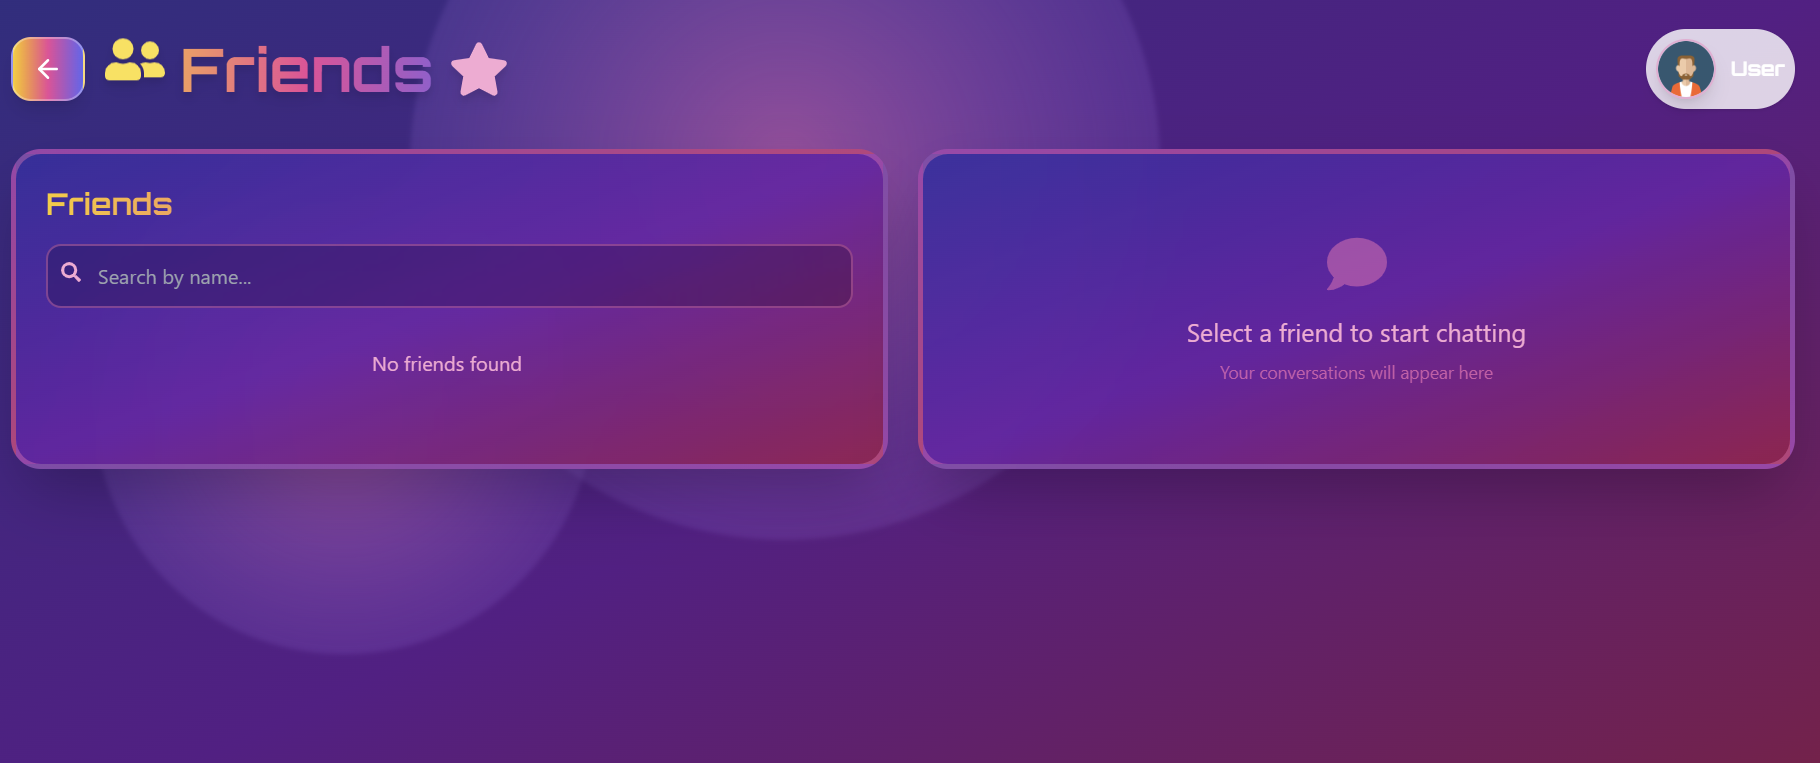 Friends
User
Friends
Search by name...
No friends found
Select a friend to start chatting
Your conversations will appear here